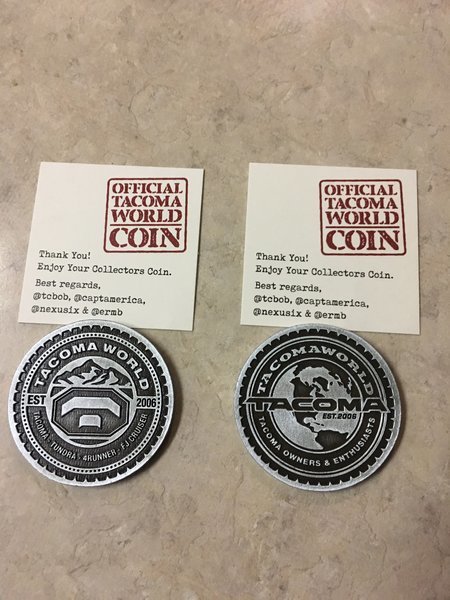 OFFICIAL
TACOMA
WORLD
COIN
Thank You!
Enjoy Your Collectors Coin.
Best regards,
@tcbob, @captamerica,
@nexusix & @ermb
OFFICIAL
TACOMA
WORLD
COIN
Thank You!
Enjoy Your Collectors Coin.
Best regards,
@tcbob, @captamerica,
@nexusix & @ermb
TACOMA WORLD
EST 2006
TACOMA - TUNDRA - 4RUNNER - FJ CRUISER
TACOMAWORLD
TACOMA
EST.2006
TACOMA OWNERS & ENTHUSIASTS